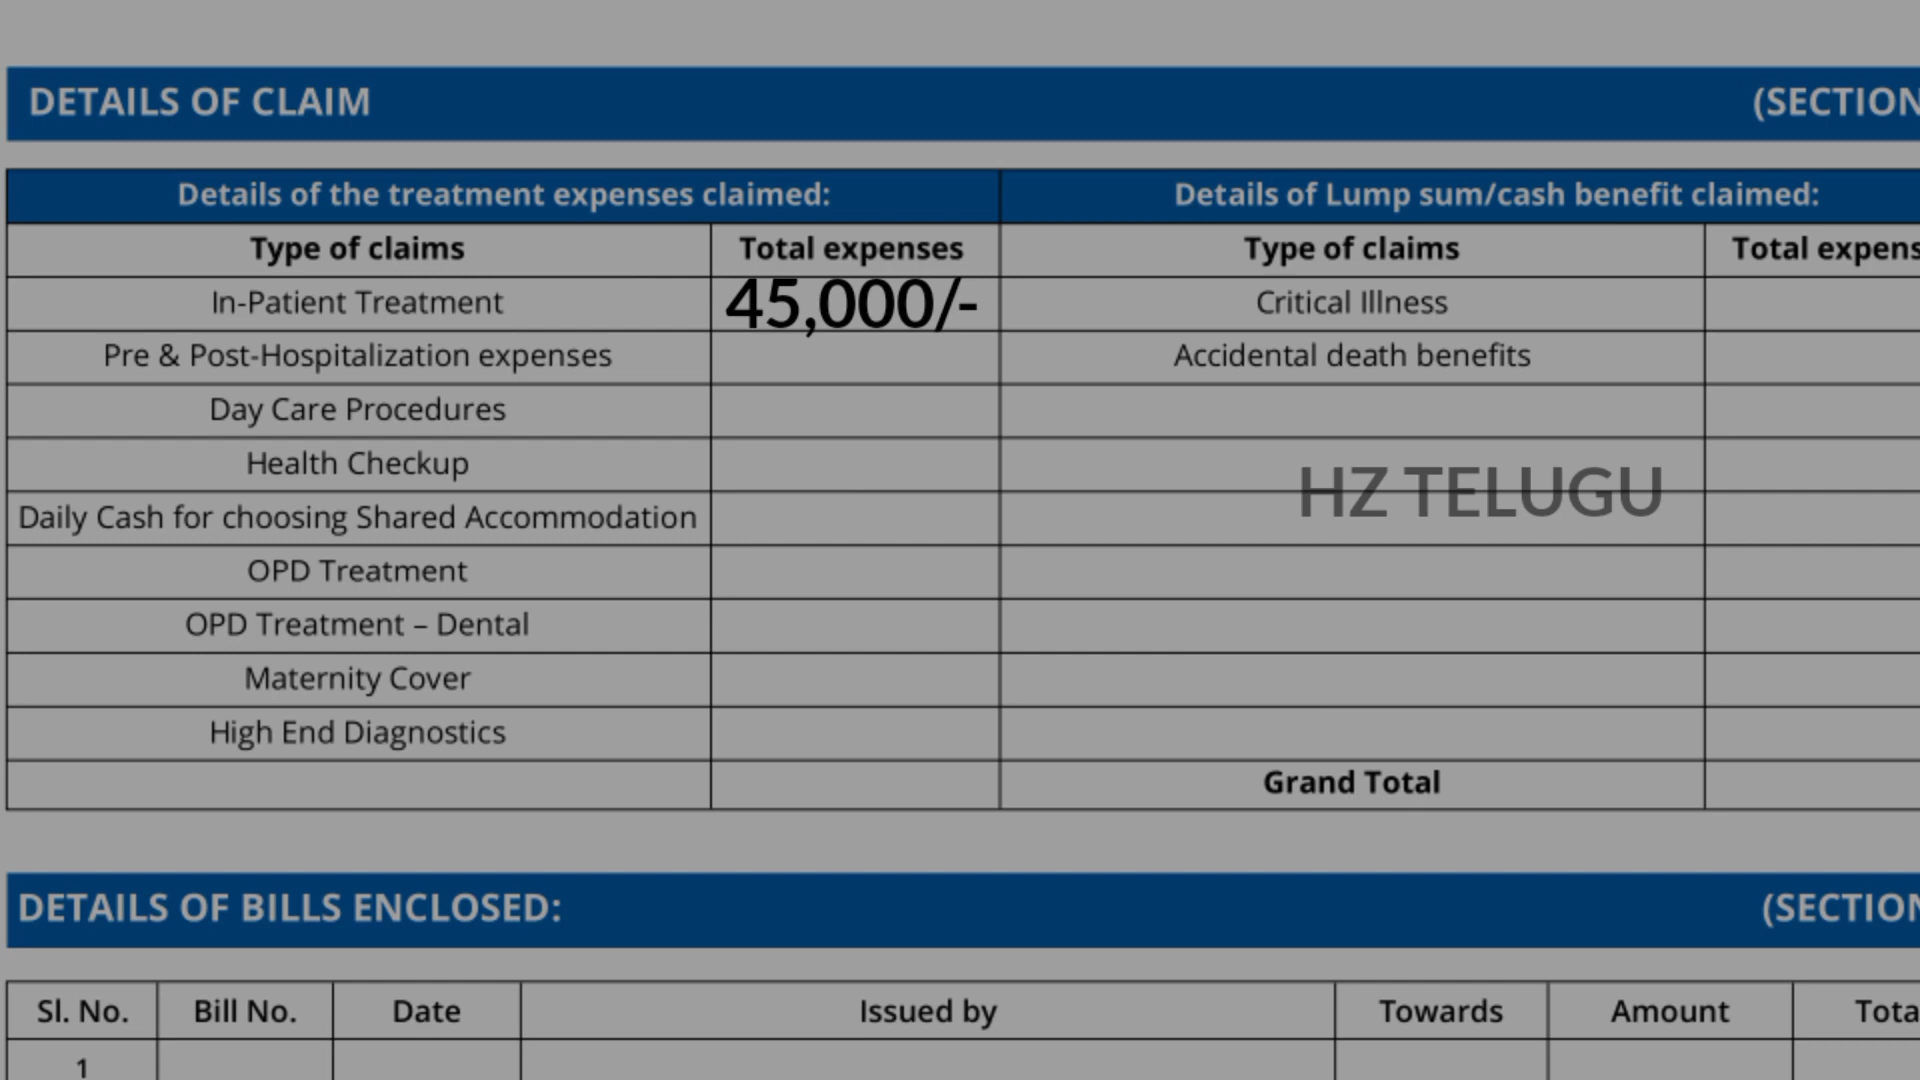 DETAILS OF CLAIM (SECTION
Details of the treatment expenses claimed: Details of Lump sum/cash benefit claimed:
Type of claims Total expenses Type of claims Total expens
In-Patient Treatment 45,000/- Critical Illness
Pre & Post-Hospitalization expenses Accidental death benefits
Day Care Procedures
Health Checkup
HZ TELUGU
Daily Cash for choosing Shared Accommodation
OPD Treatment
OPD Treatment – Dental
Maternity Cover
High End Diagnostics
Grand Total
DETAILS OF BILLS ENCLOSED: (SECTION
Sl. No. Bill No. Date Issued by Towards Amount Tota
1